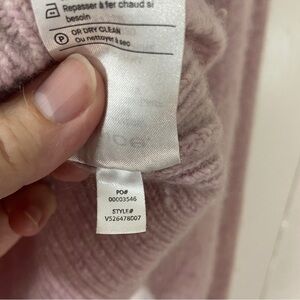 Repasser à fer chaud si
besoin
OR DRY CLEAN
Ou nettoyer à sec
PO#
00003546
STYLE#
V526478007